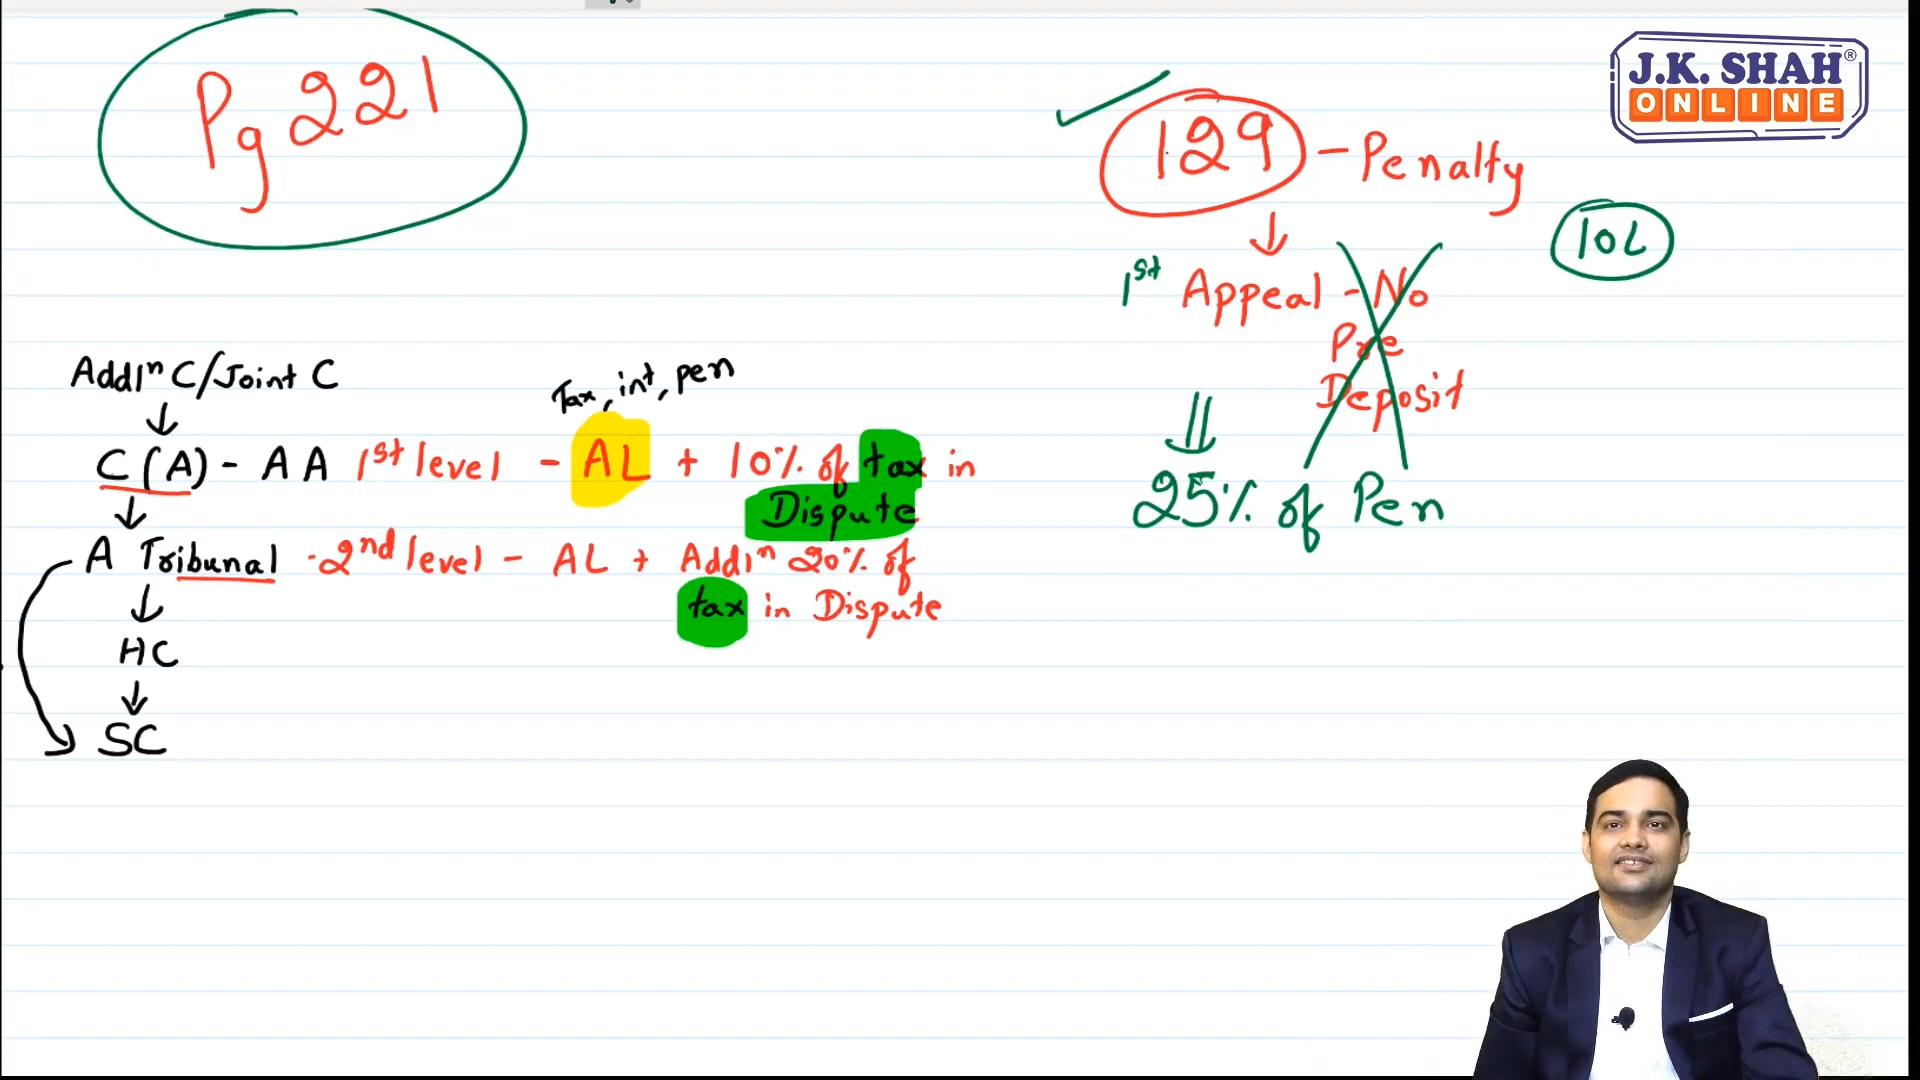 Pg 221
J.K. SHAH®
ONLINE
129 - Penalty
10L
1st Appeal - No
Pre
Deposit
25% of Pen
Addln C/Joint C
Tax, int, pen
C(A) - AA 1st level - AL + 10% of tax in
Dispute
A Tribunal - 2nd level - AL + Addln 20% of
tax in Dispute
HC
SC